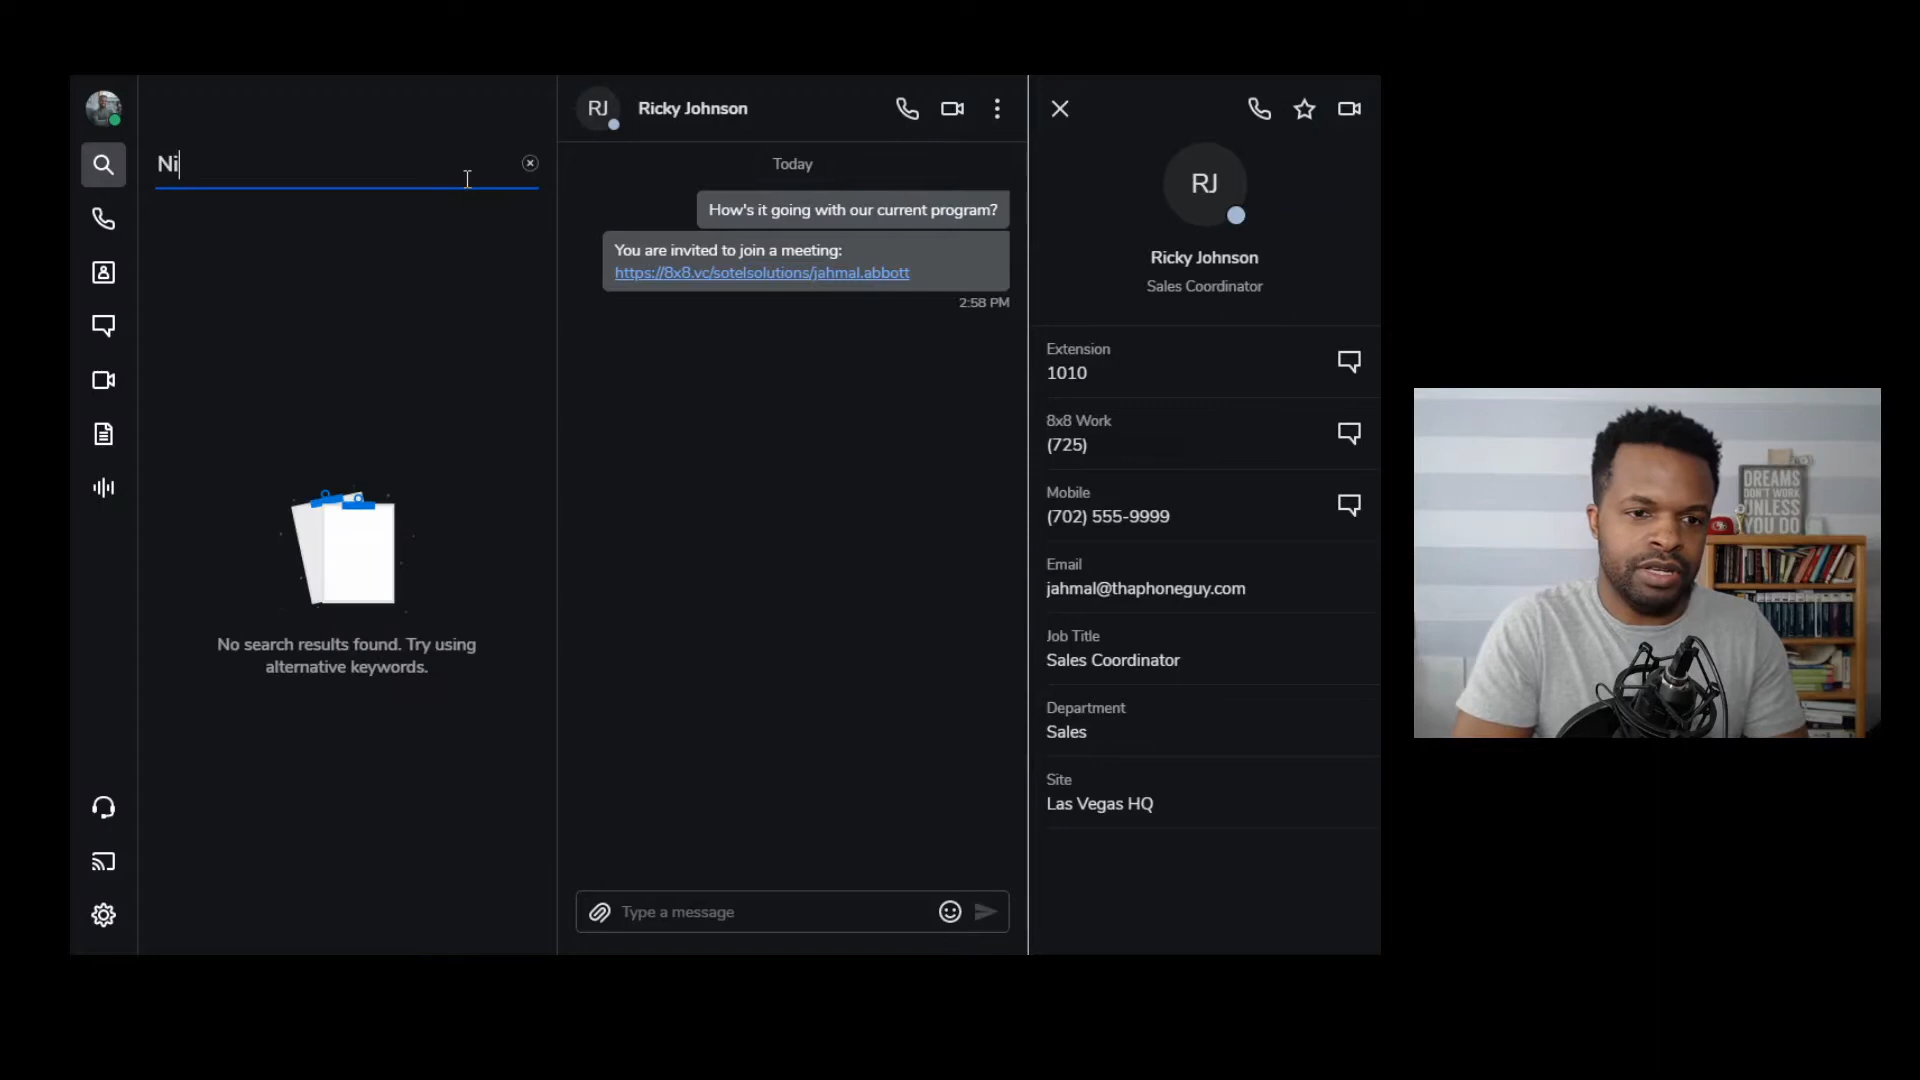 Ni
No search results found. Try using
alternative keywords.
RJ
Ricky Johnson
Today
How's it going with our current program?
You are invited to join a meeting:
https://8x8.vc/sotelsolutions/jahmal.abbott
2:58 PM
Type a message
RJ
Ricky Johnson
Sales Coordinator
Extension
1010
8x8 Work
(725)
Mobile
(702) 555-9999
Email
jahmal@thaphoneguy.com
Job Title
Sales Coordinator
Department
Sales
Site
Las Vegas HQ
DREAMS
DON'T WORK
UNLESS
YOU DO